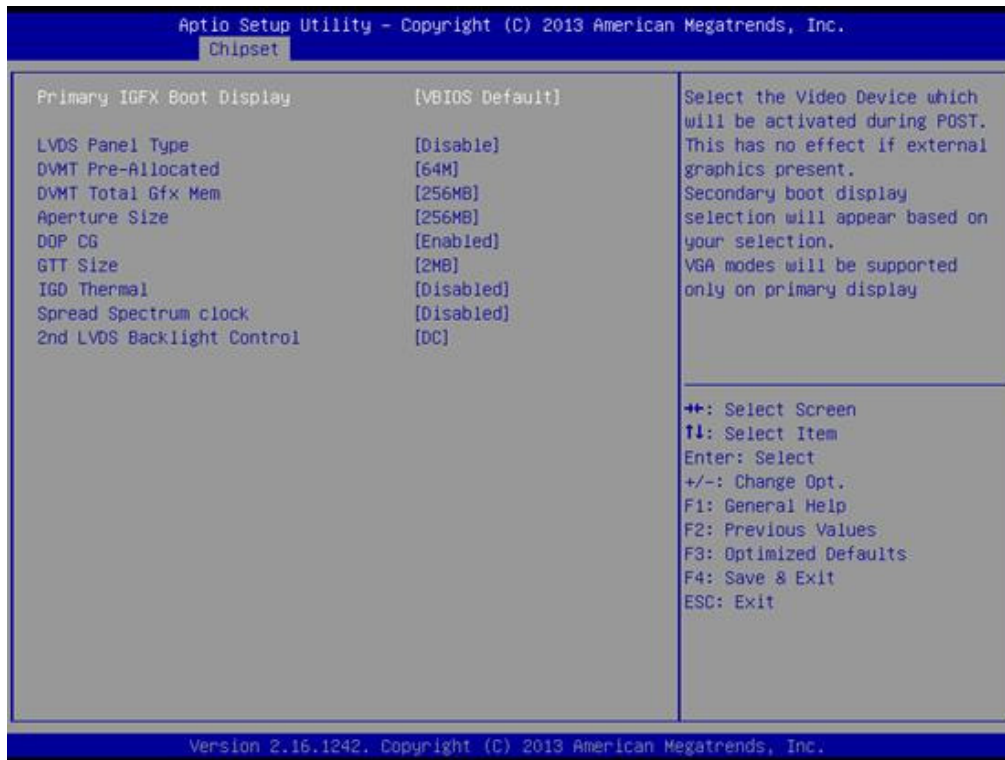 Aptio Setup Utility – Copyright (C) 2013 American Megatrends, Inc.
Chipset
Primary IGFX Boot Display [VBIOS Default]
LVDS Panel Type [Disable]
DVMT Pre-Allocated [64M]
DVMT Total Gfx Mem [256MB]
Aperture Size [256MB]
DOP CG [Enabled]
GTT Size [2MB]
IGD Thermal [Disabled]
Spread Spectrum clock [Disabled]
2nd LVDS Backlight Control [DC]
Select the Video Device which
will be activated during POST.
This has no effect if external
graphics present.
Secondary boot display
selection will appear based on
your selection.
VGA modes will be supported
only on primary display
→←: Select Screen
↑↓: Select Item
Enter: Select
+/-: Change Opt.
F1: General Help
F2: Previous Values
F3: Optimized Defaults
F4: Save & Exit
ESC: Exit
Version 2.16.1242. Copyright (C) 2013 American Megatrends, Inc.